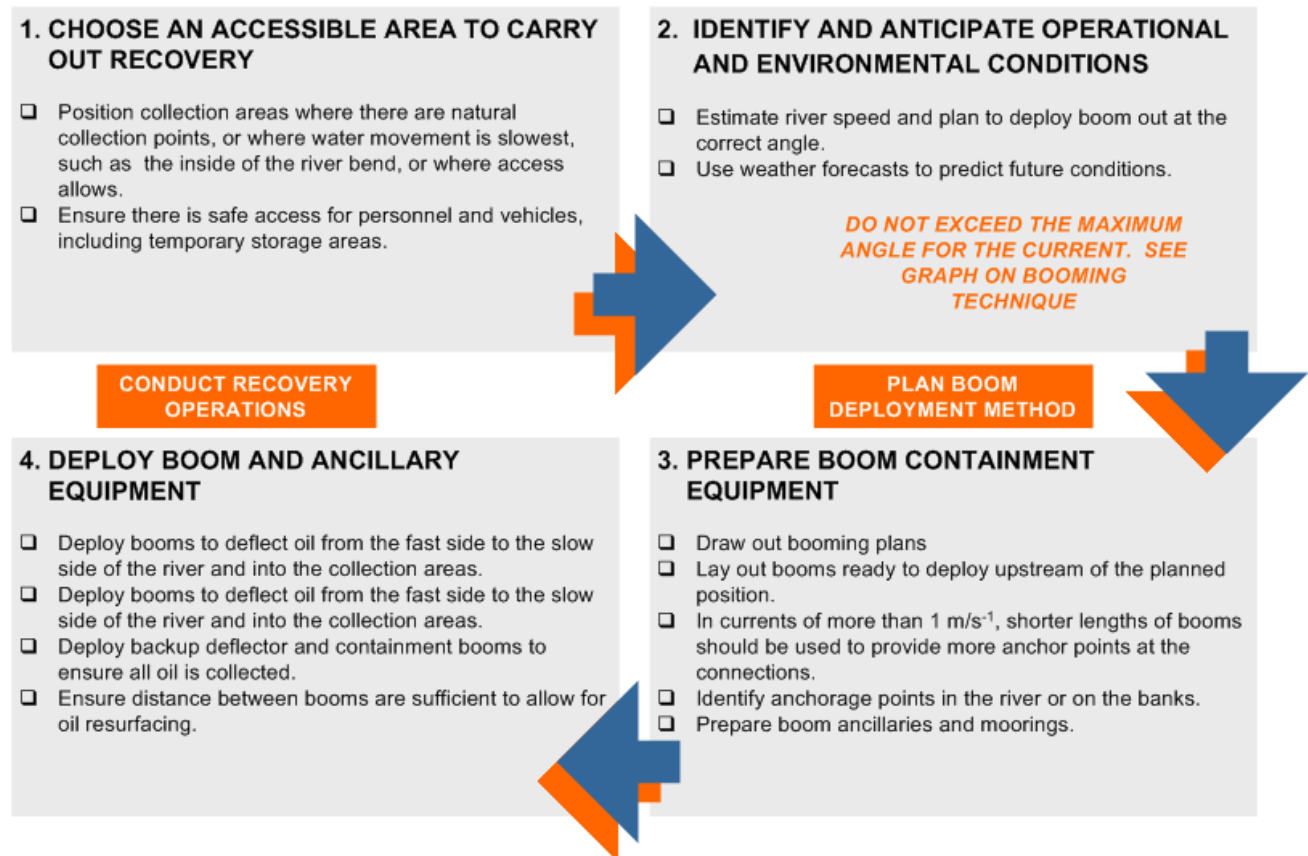 1. CHOOSE AN ACCESSIBLE AREA TO CARRY
OUT RECOVERY
❑ Position collection areas where there are natural
collection points, or where water movement is slowest,
such as the inside of the river bend, or where access
allows.
❑ Ensure there is safe access for personnel and vehicles,
including temporary storage areas.
2. IDENTIFY AND ANTICIPATE OPERATIONAL
AND ENVIRONMENTAL CONDITIONS
❑ Estimate river speed and plan to deploy boom out at the
correct angle.
❑ Use weather forecasts to predict future conditions.
DO NOT EXCEED THE MAXIMUM
ANGLE FOR THE CURRENT. SEE
GRAPH ON BOOMING
TECHNIQUE
CONDUCT RECOVERY
OPERATIONS
PLAN BOOM
DEPLOYMENT METHOD
4. DEPLOY BOOM AND ANCILLARY
EQUIPMENT
❑ Deploy booms to deflect oil from the fast side to the slow
side of the river and into the collection areas.
❑ Deploy booms to deflect oil from the fast side to the slow
side of the river and into the collection areas.
❑ Deploy backup deflector and containment booms to
ensure all oil is collected.
❑ Ensure distance between booms are sufficient to allow for
oil resurfacing.
3. PREPARE BOOM CONTAINMENT
EQUIPMENT
❑ Draw out booming plans
❑ Lay out booms ready to deploy upstream of the planned
position.
❑ In currents of more than 1 m/s⁻¹, shorter lengths of booms
should be used to provide more anchor points at the
connections.
❑ Identify anchorage points in the river or on the banks.
❑ Prepare boom ancillaries and moorings.